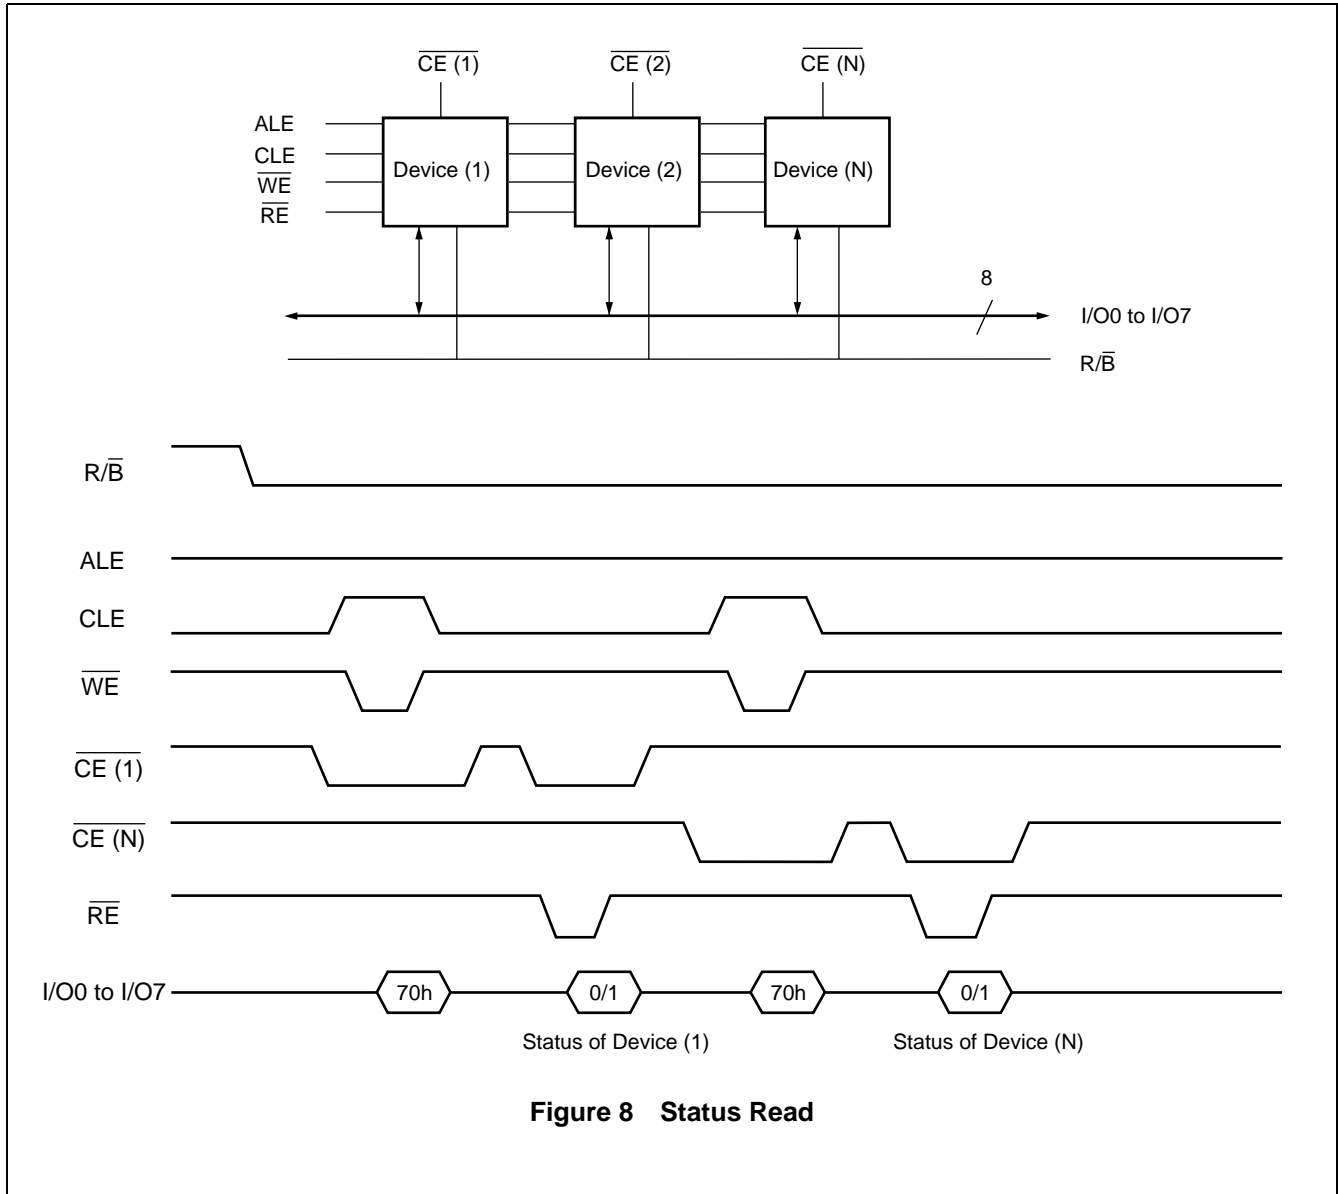 CE (1) CE (2) CE (N)
ALE
CLE
WE
RE
Device (1) Device (2) Device (N)
8
I/O0 to I/O7
R/B
R/B
ALE
CLE
WE
CE (1)
CE (N)
RE
I/O0 to I/O7 70h 0/1 70h 0/1
Status of Device (1) Status of Device (N)
Figure 8 Status Read